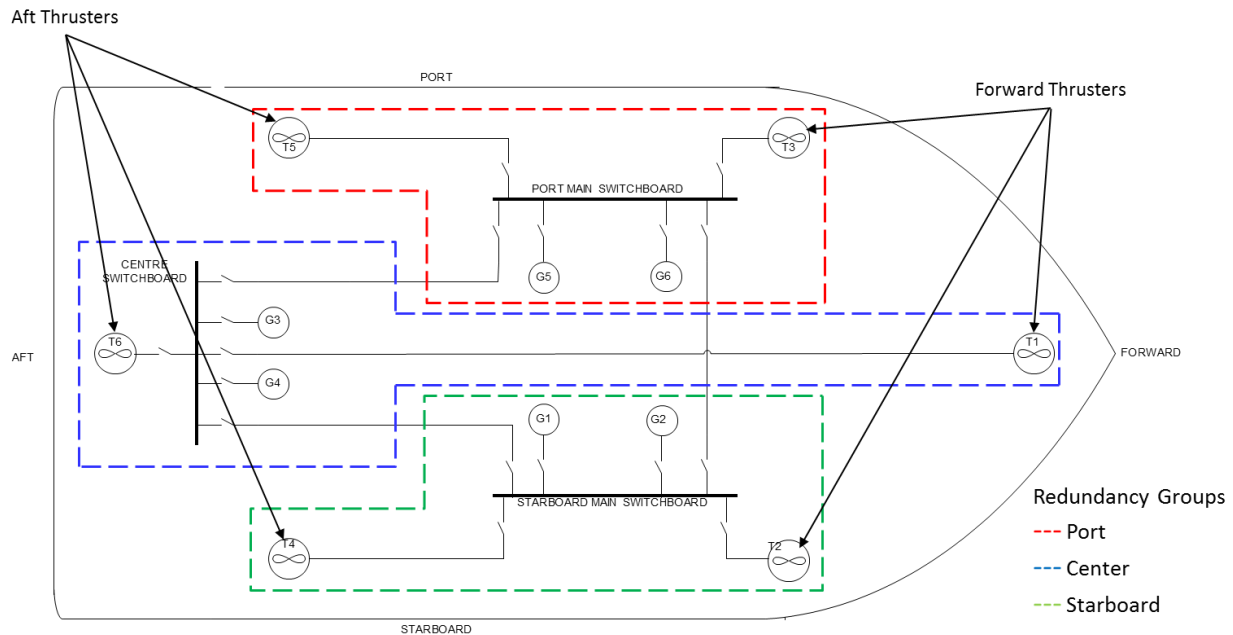 Aft Thrusters
PORT
Forward Thrusters
T5
T3
PORT MAIN SWITCHBOARD
CENTRE
SWITCHBOARD
G5
G6
G3
T6
T1
AFT
FORWARD
G4
G1
G2
STARBOARD MAIN SWITCHBOARD
Redundancy Groups
T4
T2
Port
Center
Starboard
STARBOARD